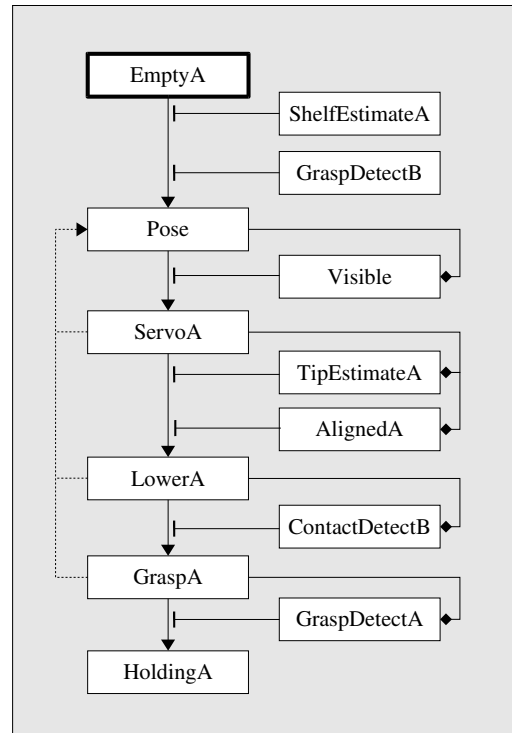 EmptyA
ShelfEstimateA
GraspDetectB
Pose
Visible
ServoA
TipEstimateA
AlignedA
LowerA
ContactDetectB
GraspA
GraspDetectA
HoldingA